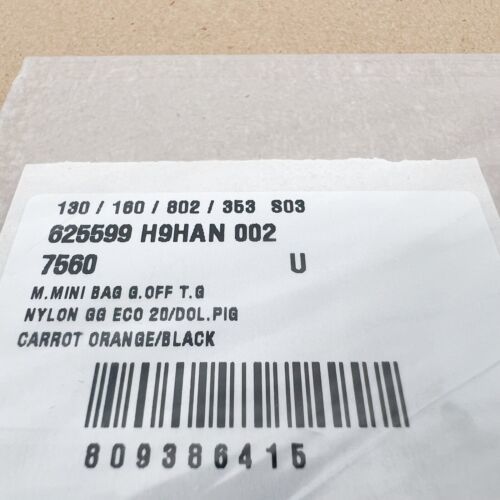 130 / 160 / 802 / 353 S03
625599 H9HAN 002
7560 U
M.MINI BAG G.OFF T.G
NYLON GG ECO 20/DOL.PIG
CARROT ORANGE/BLACK
809386415